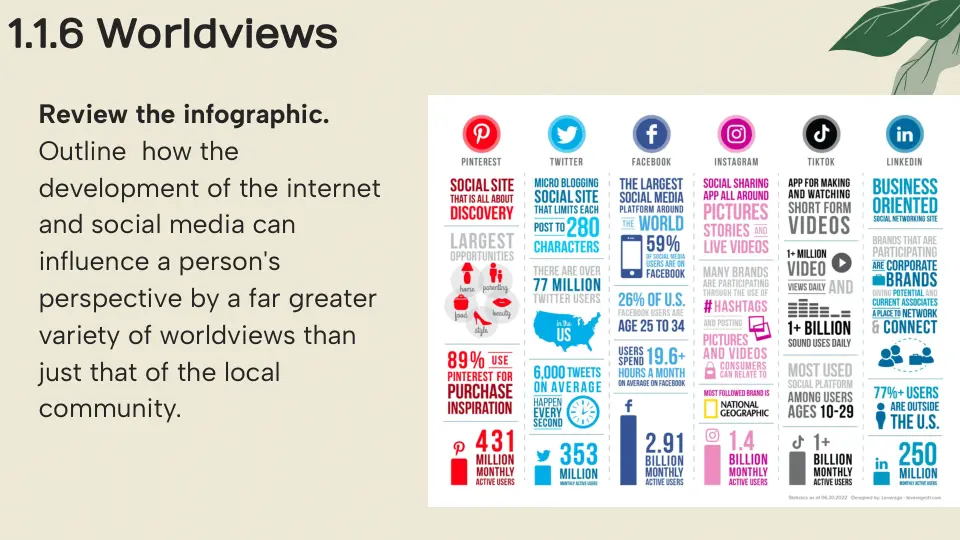 1.1.6 Worldviews
Review the infographic.
Outline how the
development of the internet
and social media can
influence a person's
perspective by a far greater
variety of worldviews than
just that of the local
community.
PINTEREST
SOCIAL SITE
THAT IS ALL ABOUT
DISCOVERY
LARGEST
OPPORTUNITIES
home
parenting
food
beauty
style
89% USE
PINTEREST FOR
PURCHASE
INSPIRATION
431
MILLION
MONTHLY
ACTIVE USERS
TWITTER
MICRO BLOGGING
SOCIAL SITE
THAT LIMITS EACH
POST TO 280
CHARACTERS
THERE ARE OVER
77 MILLION
TWITTER USERS
in the
US
6,000 TWEETS
ON AVERAGE
HAPPEN
EVERY
SECOND
353
MILLION
MONTHLY ACTIVE USERS
FACEBOOK
THE LARGEST
SOCIAL MEDIA
PLATFORM AROUND
THE WORLD
59%
OF SOCIAL MEDIA
USERS ARE ON
FACEBOOK
26% OF U.S.
FACEBOOK USERS ARE
AGE 25 TO 34
USERS
SPEND 19.6+
HOURS A MONTH
ON AVERAGE ON FACEBOOK
2.91
BILLION
MONTHLY
ACTIVE USERS
INSTAGRAM
SOCIAL SHARING
APP ALL AROUND
PICTURES
STORIES AND
LIVE VIDEOS
MANY BRANDS
ARE PARTICIPATING
THROUGH THE USE OF
#HASHTAGS
AND POSTING
PICTURES
AND VIDEOS
CONSUMERS
CAN RELATE TO
MOST FOLLOWED BRAND IS
NATIONAL
GEOGRAPHIC
1.4
BILLION
MONTHLY
ACTIVE USERS
TIKTOK
APP FOR MAKING
AND WATCHING
SHORT FORM
VIDEOS
1+ MILLION
VIDEO
VIEWS DAILY AND
1+ BILLION
SOUND USES DAILY
MOST USED
SOCIAL PLATFORM
AMONG USERS
AGES 10-29
1+
BILLION
MONTHLY
ACTIVE USERS
LINKEDIN
BUSINESS
ORIENTED
SOCIAL NETWORKING SITE
BRANDS THAT ARE
PARTICIPATING
ARE CORPORATE
BRANDS
GIVING POTENTIAL AND
CURRENT ASSOCIATES
A PLACE TO NETWORK
& CONNECT
77%+ USERS
ARE OUTSIDE
THE U.S.
250
MILLION
MONTHLY ACTIVE USERS